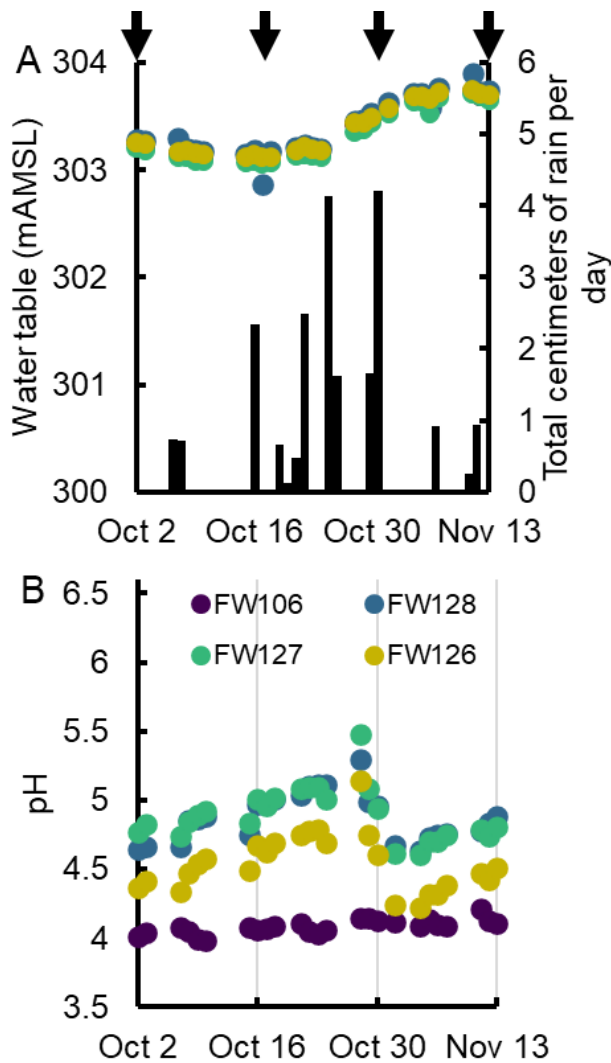 A
304
303
302
301
300
Water table (mAMSL)
6
5
4
3
2
1
0
Total centimeters of rain per
day
Oct 2 Oct 16 Oct 30 Nov 13
B
6.5
6
5.5
5
4.5
4
3.5
pH
FW106 FW128
FW127 FW126
Oct 2 Oct 16 Oct 30 Nov 13